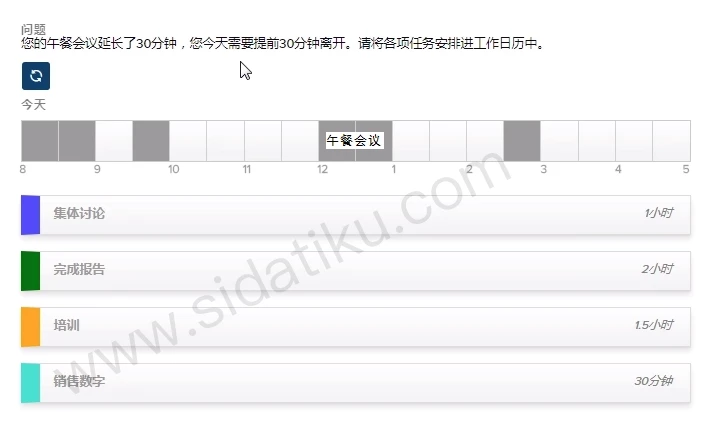 问题
您的午餐会议延长了30分钟，您今天需要提前30分钟离开。请将各项任务安排进工作日历中。
今天
午餐会议
8 9 10 11 12 1 2 3 4 5
集体讨论 1小时
完成报告 2小时
培训 1.5小时
销售数字 30分钟
www.sidatiku.com